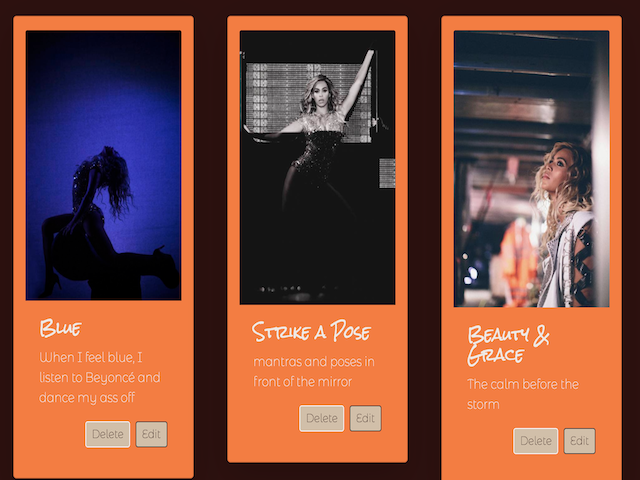 Blue
When I feel blue, I
listen to Beyoncé and
dance my ass off
Delete
Edit
Strike a Pose
mantras and poses in
front of the mirror
Delete
Edit
Beauty &
Grace
The calm before the
storm
Delete
Edit